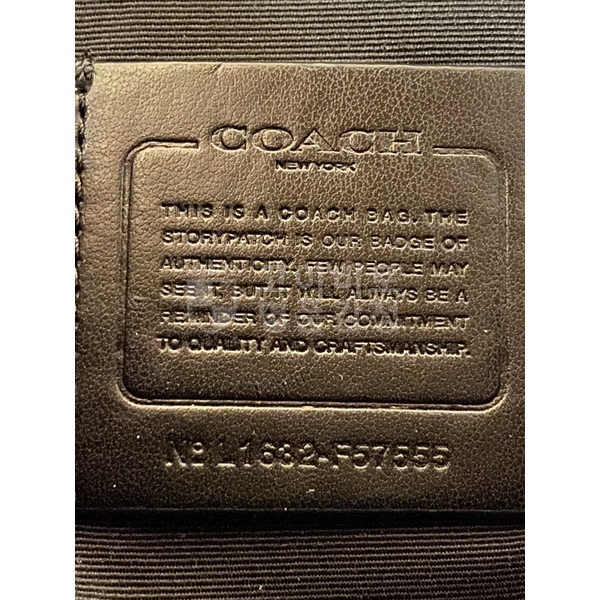 COACH
NEW YORK
THIS IS A COACH BAG. THE
STORYPATCH IS OUR BADGE OF
AUTHENTICITY. FEW PEOPLE MAY
SEE IT, BUT IT WILL ALWAYS BE A
REMINDER OF OUR COMMITMENT
TO QUALITY AND CRAFTSMANSHIP.
Nº L1632-F57555